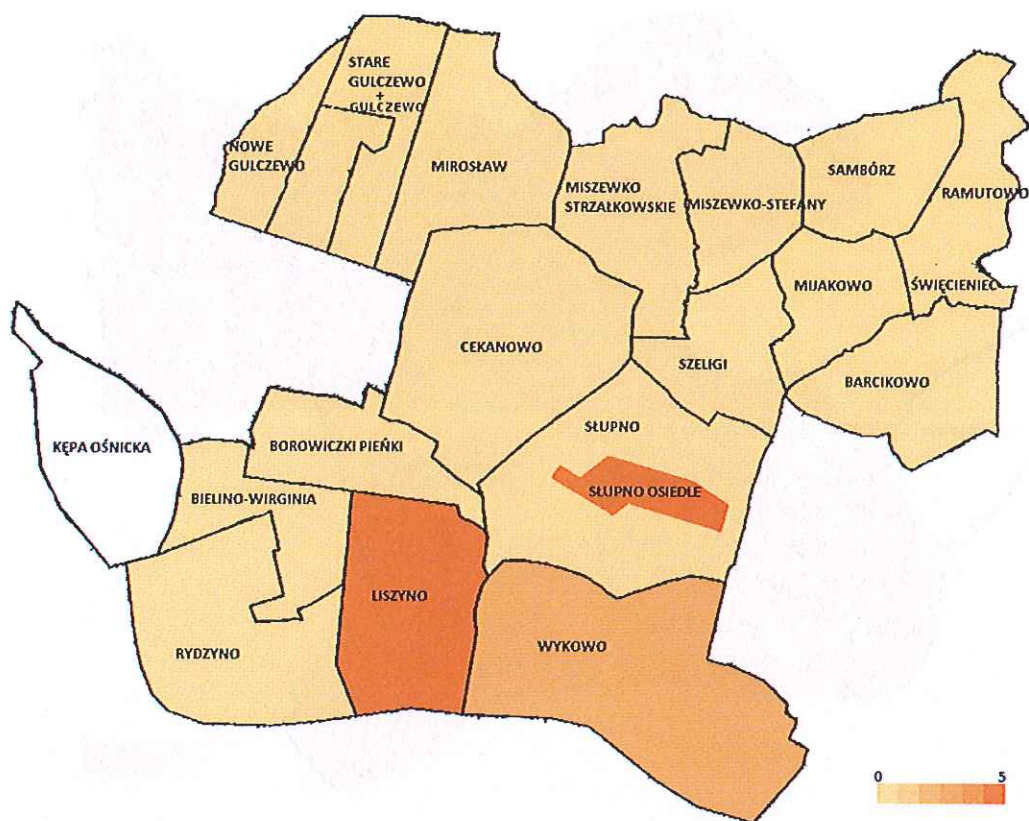 STARE
GULCZEWO
+
GULCZEWO
NOWE
GULCZEWO
MIROSŁAW
MISZEWKO
STRZAŁKOWSKIE
MISZEWKO-STEFANY
SAMBÓRZ
RAMUTOWO
MIJAKOWO
ŚWIĘCIENIEC
CEKANOWO
SZELIGI
BARCIKOWO
KĘPA OŚNICKA
BOROWICZKI PIEŃKI
SŁUPNO
SŁUPNO OSIEDLE
BIELINO-WIRGINIA
LISZYNO
RYDZYNO
WYKOWO
0 5